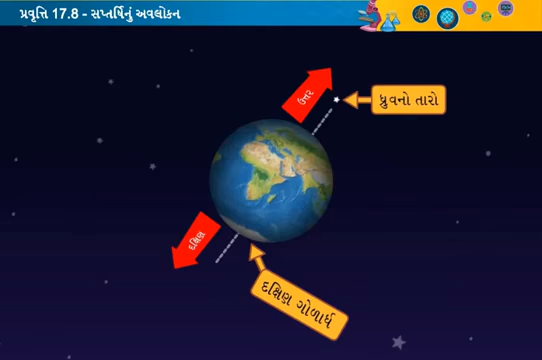 પ્રવૃત્તિ 17.8 - સપ્તર્ષિનું અવલોકન
ઉત્તર
ધ્રુવનો તારો
દક્ષિણ
દક્ષિણ ગોળાર્ધ